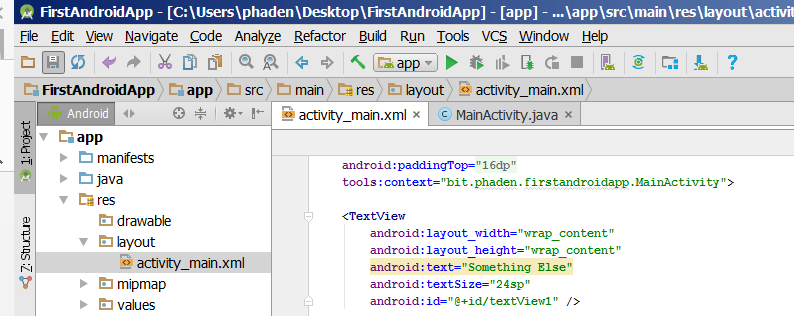 FirstAndroidApp - [C:\Users\phaden\Desktop\FirstAndroidApp] - [app] - ...\app\src\main\res\layout\activit
File Edit View Navigate Code Analyze Refactor Build Run Tools VCS Window Help
app
FirstAndroidApp app src main res layout activity_main.xml
Android
activity_main.xml × MainActivity.java ×
1: Project
7: Structure
app
manifests
java
res
drawable
layout
activity_main.xml
mipmap
values
android:paddingTop="16dp"
tools:context="bit.phaden.firstandroidapp.MainActivity">
<TextView
android:layout_width="wrap_content"
android:layout_height="wrap_content"
android:text="Something Else"
android:textSize="24sp"
android:id="@+id/textView1" />